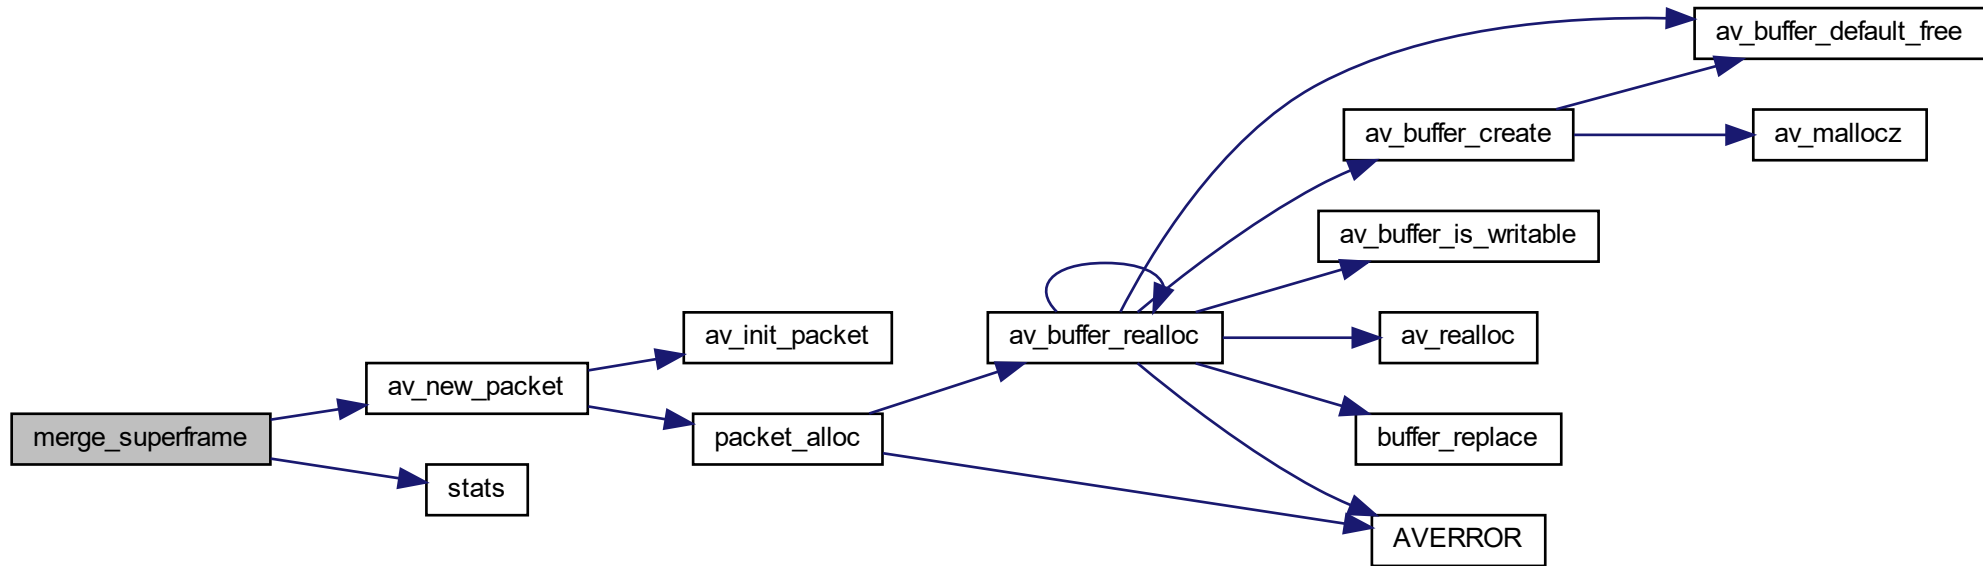 merge_superframe
av_new_packet
stats
av_init_packet
packet_alloc
av_buffer_realloc
av_buffer_default_free
av_buffer_create
av_mallocz
av_buffer_is_writable
av_realloc
buffer_replace
AVERROR